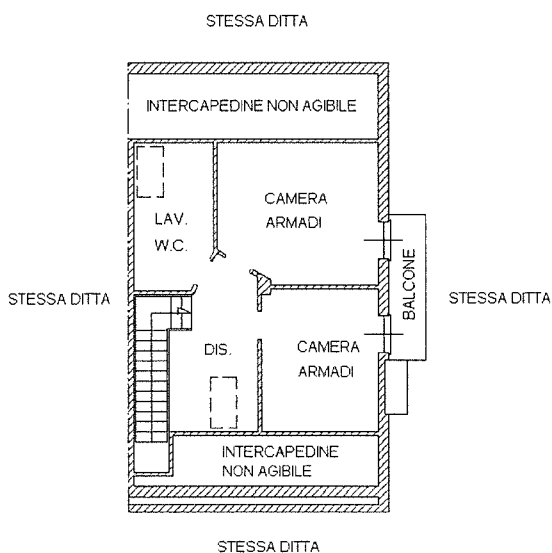 STESSA DITTA
INTERCAPEDINE NON AGIBILE
CAMERA
ARMADI
LAV.
W.C.
BALCONE
STESSA DITTA
STESSA DITTA
DIS.
CAMERA
ARMADI
INTERCAPEDINE
NON AGIBILE
STESSA DITTA